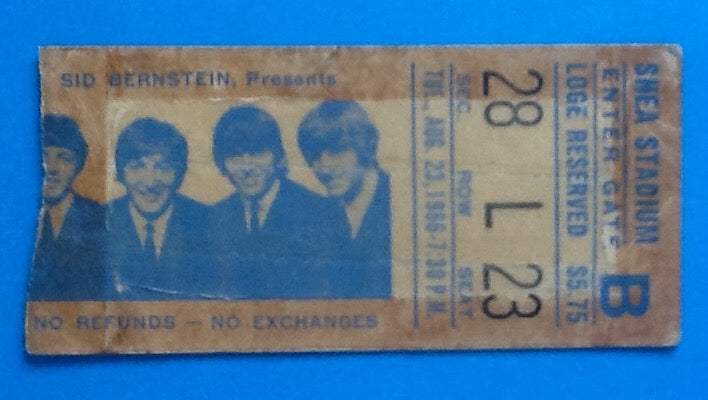 SID BERNSTEIN, Presents
NO REFUNDS — NO EXCHANGES
SHEA STADIUM
ENTER GATE B
LOGE RESERVED $5.75
28 L 23
SEC. ROW SEAT
TUE., AUG. 23, 1966-7:30 P.M.